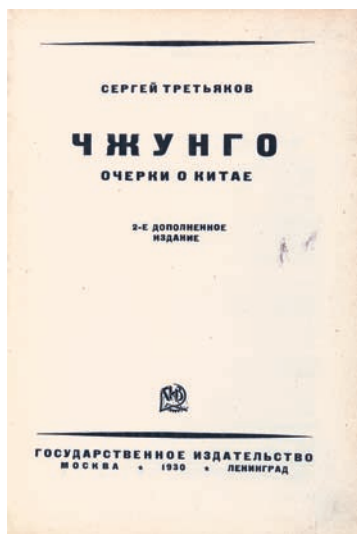 СЕРГЕЙ ТРЕТЬЯКОВ
ЧЖУНГО
ОЧЕРКИ О КИТАЕ
2-Е ДОПОЛНЕННОЕ
ИЗДАНИЕ
ГОСУДАРСТВЕННОЕ ИЗДАТЕЛЬСТВО
МОСКВА • 1930 • ЛЕНИНГРАД